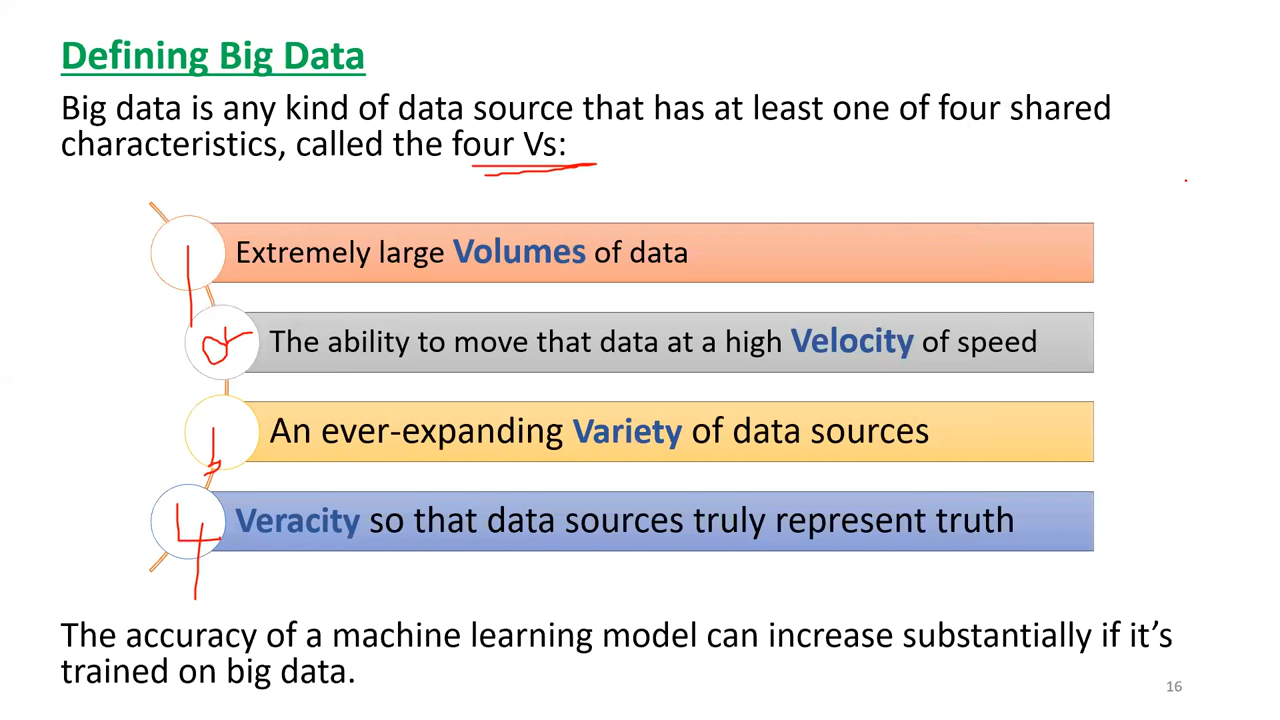 Defining Big Data
Big data is any kind of data source that has at least one of four shared
characteristics, called the four Vs:
1
Extremely large Volumes of data
2
The ability to move that data at a high Velocity of speed
An ever-expanding Variety of data sources
4
Veracity so that data sources truly represent truth
The accuracy of a machine learning model can increase substantially if it’s
trained on big data.
16